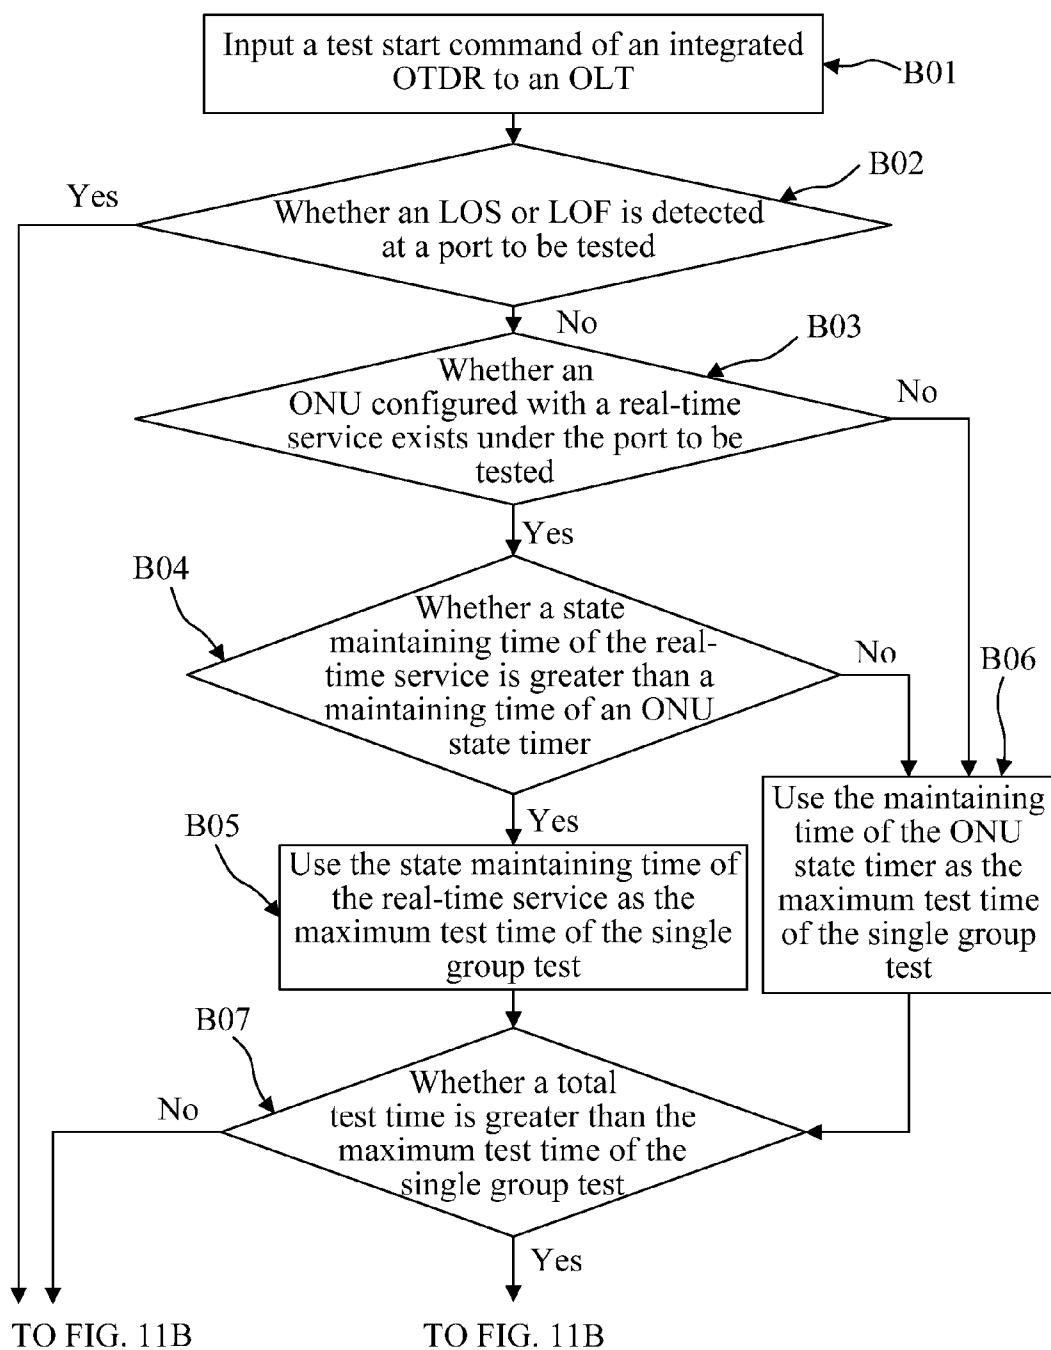 Input a test start command of an integrated
OTDR to an OLT
B01
B02
Yes
Whether an LOS or LOF is detected
at a port to be tested
No
B03
Whether an
ONU configured with a real-time
service exists under the port to be
tested
No
Yes
B04
Whether a state
maintaining time of the real-
time service is greater than a
maintaining time of an ONU
state timer
No
B06
Yes
B05
Use the state maintaining time of
the real-time service as the
maximum test time of the single
group test
Use the maintaining
time of the ONU
state timer as the
maximum test time
of the single group
test
B07
Whether a total
test time is greater than the
maximum test time of the
single group test
No
Yes
TO FIG. 11B
TO FIG. 11B